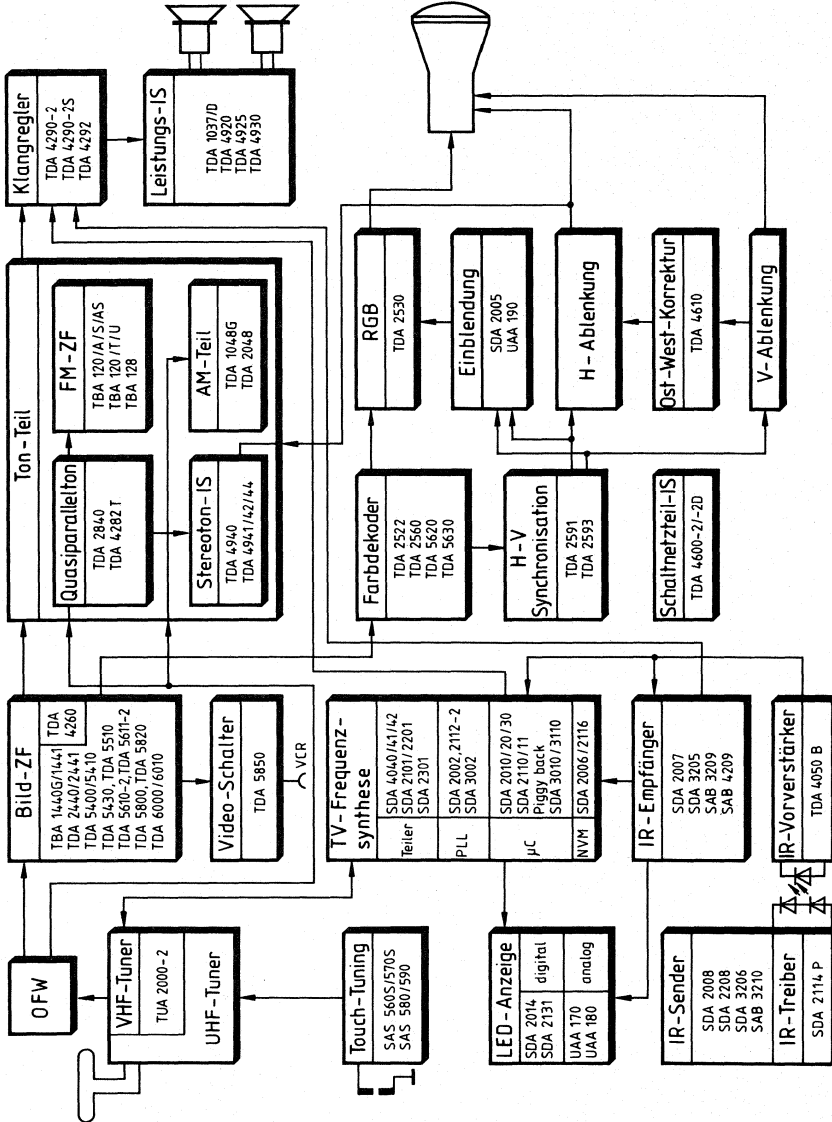 OFW
VHF-Tuner
TUA 2000-2
UHF-Tuner
Touch-Tuning
SAS 560S/570S
SAS 580/590
LED-Anzeige
SDA 2014
SDA 2131
digital
UAA 170
UAA 180
analog
IR-Sender
SDA 2008
SDA 2208
SDA 3206
SAB 3210
IR-Treiber
SDA 2114 P
Bild-ZF
TBA 1440G/1441
TDA 2440/2441
TDA 5400/5410
TDA 5430, TDA 5510
TDA 5610-2, TDA 5611-2
TDA 5800, TDA 5820
TDA 6000/6010
TDA
4260
Video-Schalter
TDA 5850
VCR
TV-Frequenz-
synthese
Teiler
SDA 4040/41/42
SDA 2101/2201
SDA 2301
PLL
SDA 2002, 2112-2
SDA 3002
µC
SDA 2010/20/30
SDA 2110/11
Piggy back
SDA 3010/3110
NVM
SDA 2006/2116
IR-Empfänger
SDA 2007
SDA 3205
SAB 3209
SAB 4209
IR-Vorverstärker
TDA 4050 B
Ton-Teil
Quasiparallelton
TDA 2840
TDA 4282 T
FM-ZF
TBA 120/A/S/AS
TBA 120/T/U
TBA 128
Stereoton-IS
TDA 4940
TDA 4941/42/44
AM-Teil
TDA 1048G
TDA 2048
Farbdekoder
TDA 2522
TDA 2560
TDA 5620
TDA 5630
H-V
Synchronisation
TDA 2591
TDA 2593
Schaltnetzteil-IS
TDA 4600-2/-2D
RGB
TDA 2530
Einblendung
SDA 2005
UAA 190
H-Ablenkung
Ost-West-Korrektur
TDA 4610
V-Ablenkung
Klangregler
TDA 4290-2
TDA 4290-2S
TDA 4292
Leistungs-IS
TDA 1037/D
TDA 4920
TDA 4925
TDA 4930